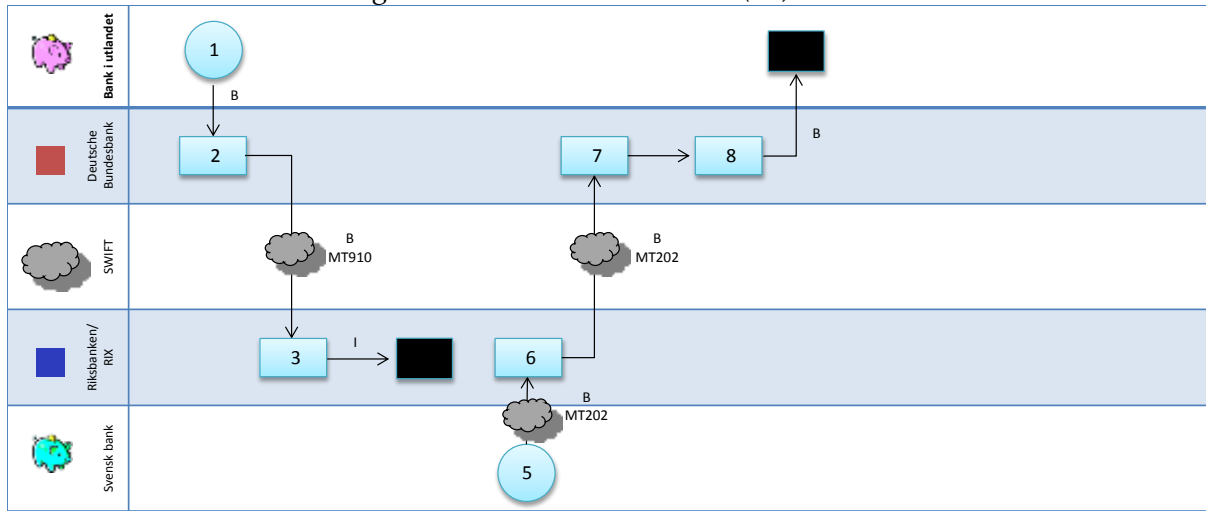 Bank i utlandet
1
B
Deutsche
Bundesbank
2
7
8
B
SWIFT
B
MT910
B
MT202
Riksbanken/
RIX
3
I
6
B
MT202
Svensk bank
5